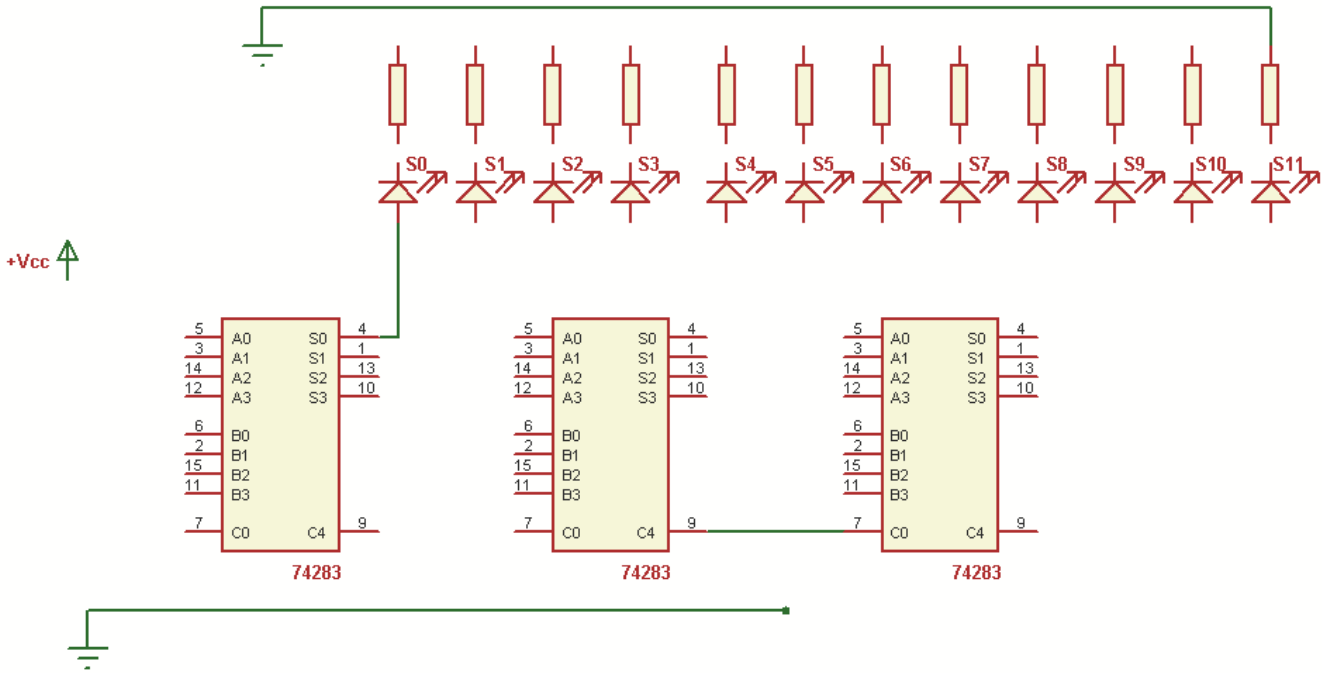 S0 S1 S2 S3 S4 S5 S6 S7 S8 S9 S10 S11
+Vcc
5 A0 S0 4 5 A0 S0 4 5 A0 S0 4
3 A1 S1 1 3 A1 S1 1 3 A1 S1 1
14 A2 S2 13 14 A2 S2 13 14 A2 S2 13
12 A3 S3 10 12 A3 S3 10 12 A3 S3 10
6 B0 6 B0 6 B0
2 B1 2 B1 2 B1
15 B2 15 B2 15 B2
11 B3 11 B3 11 B3
7 C0 C4 9 7 C0 C4 9 7 C0 C4 9
74283 74283 74283